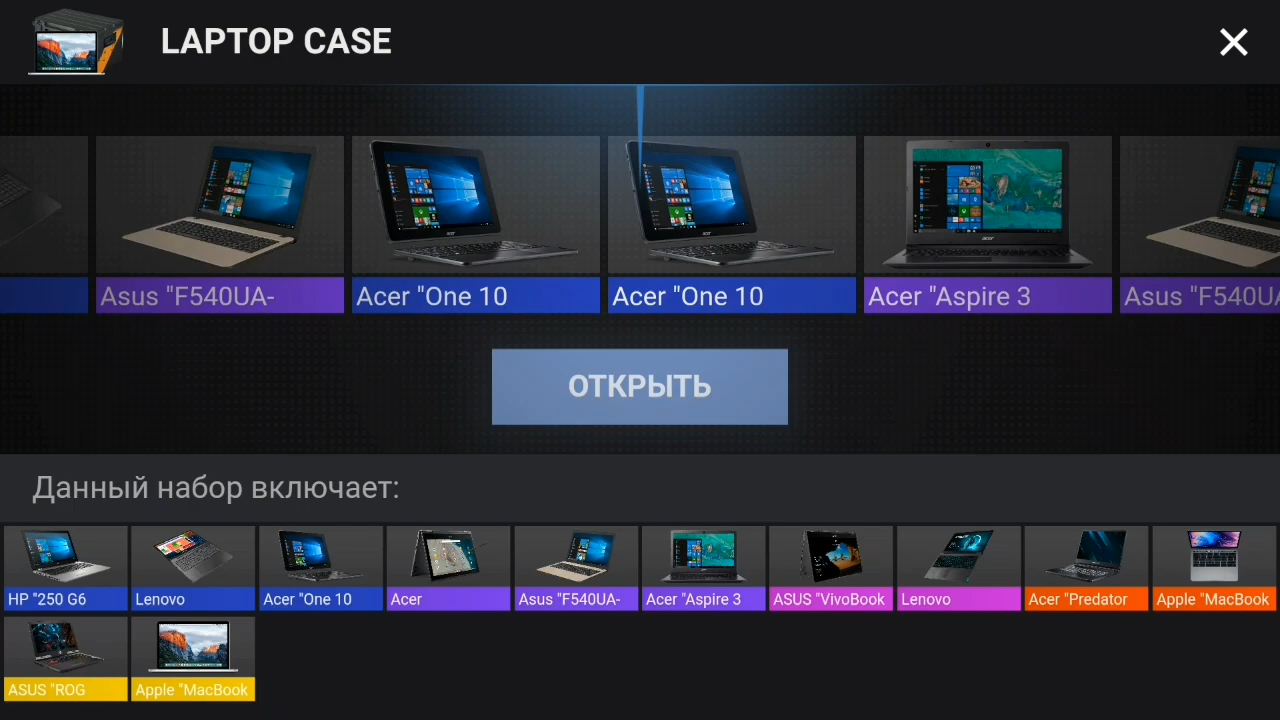 LAPTOP CASE
Asus "F540UA-
Acer "One 10
Acer "One 10
Acer "Aspire 3
Asus "F540UA
ОТКРЫТЬ
Данный набор включает:
HP "250 G6
Lenovo
Acer "One 10
Acer
Asus "F540UA-
Acer "Aspire 3
ASUS "VivoBook
Lenovo
Acer "Predator
Apple "MacBook
ASUS "ROG
Apple "MacBook